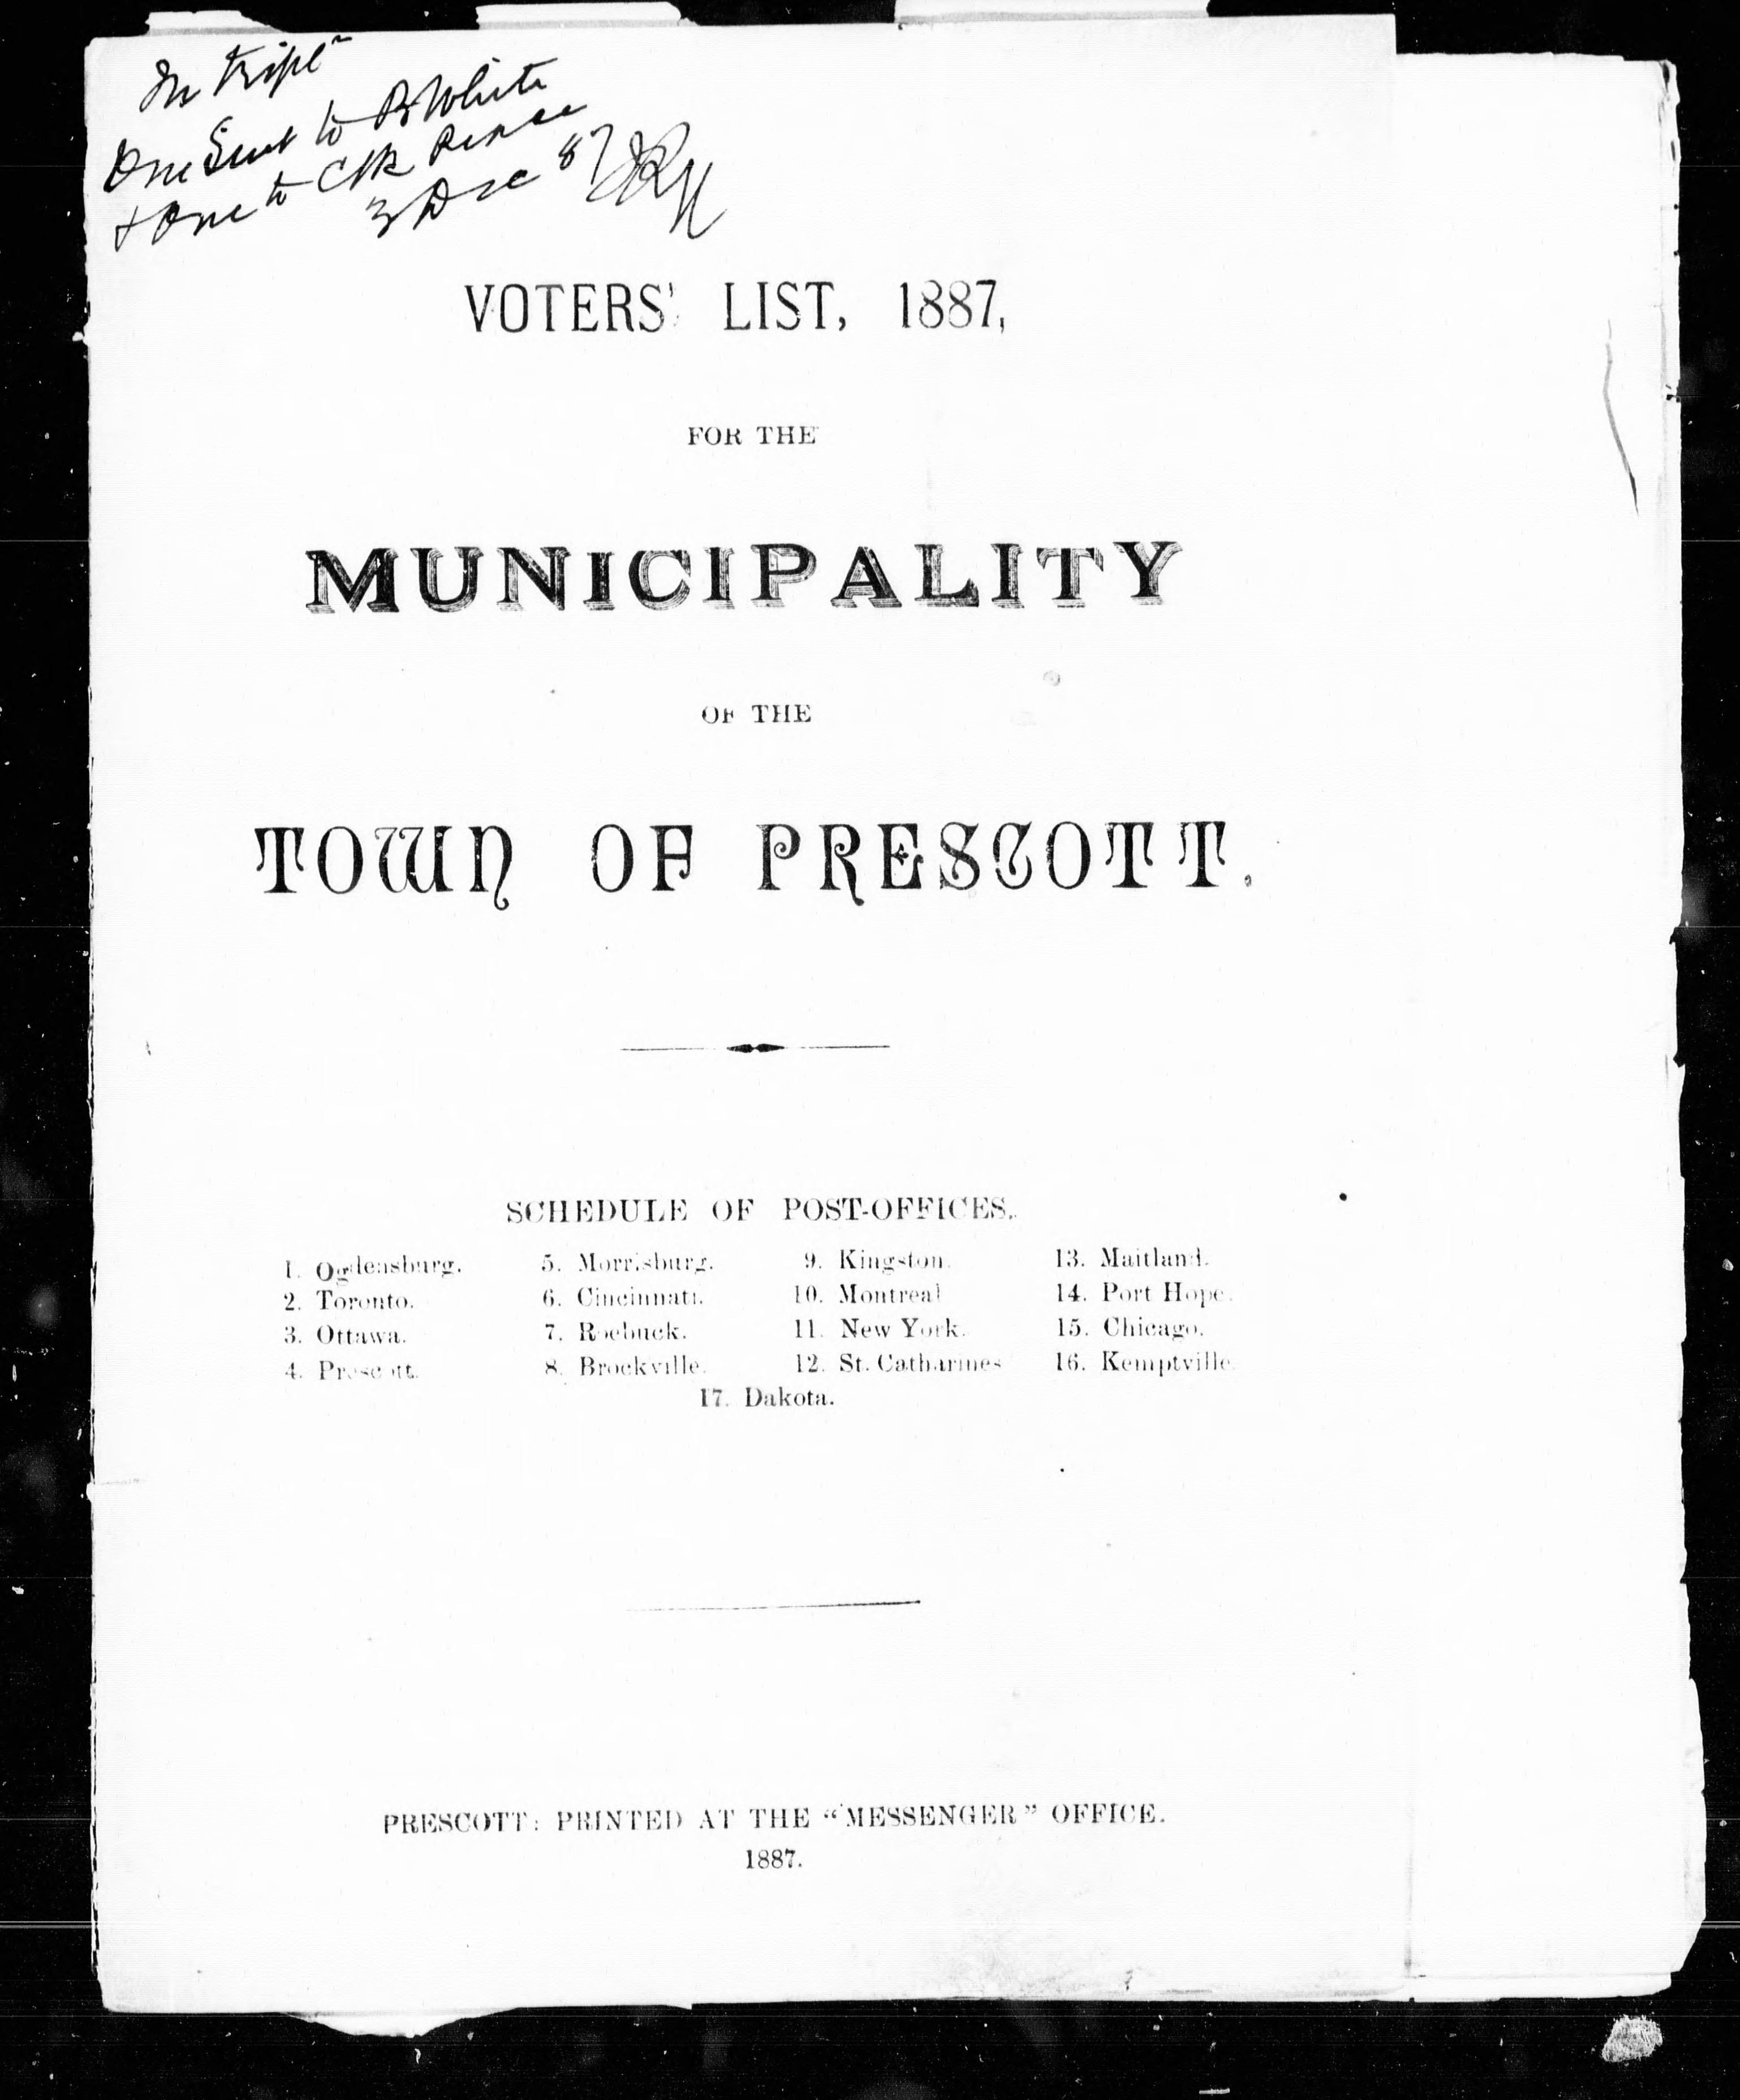 In tripl
One Sent to P White
+ One to Clk Peace
3 Dec 87
VOTERS' LIST, 1887,
FOR THE
MUNICIPALITY
OF THE
TOWN OF PRESCOTT.
SCHEDULE OF POST-OFFICES.
1. Ogdensburg. 5. Morrisburg. 9. Kingston. 13. Maitland.
2. Toronto. 6. Cincinnati. 10. Montreal 14. Port Hope.
3. Ottawa. 7. Roebuck. 11. New York. 15. Chicago.
4. Prescott. 8. Brockville. 12. St. Catharines 16. Kemptville.
17. Dakota.
PRESCOTT: PRINTED AT THE "MESSENGER" OFFICE.
1887.